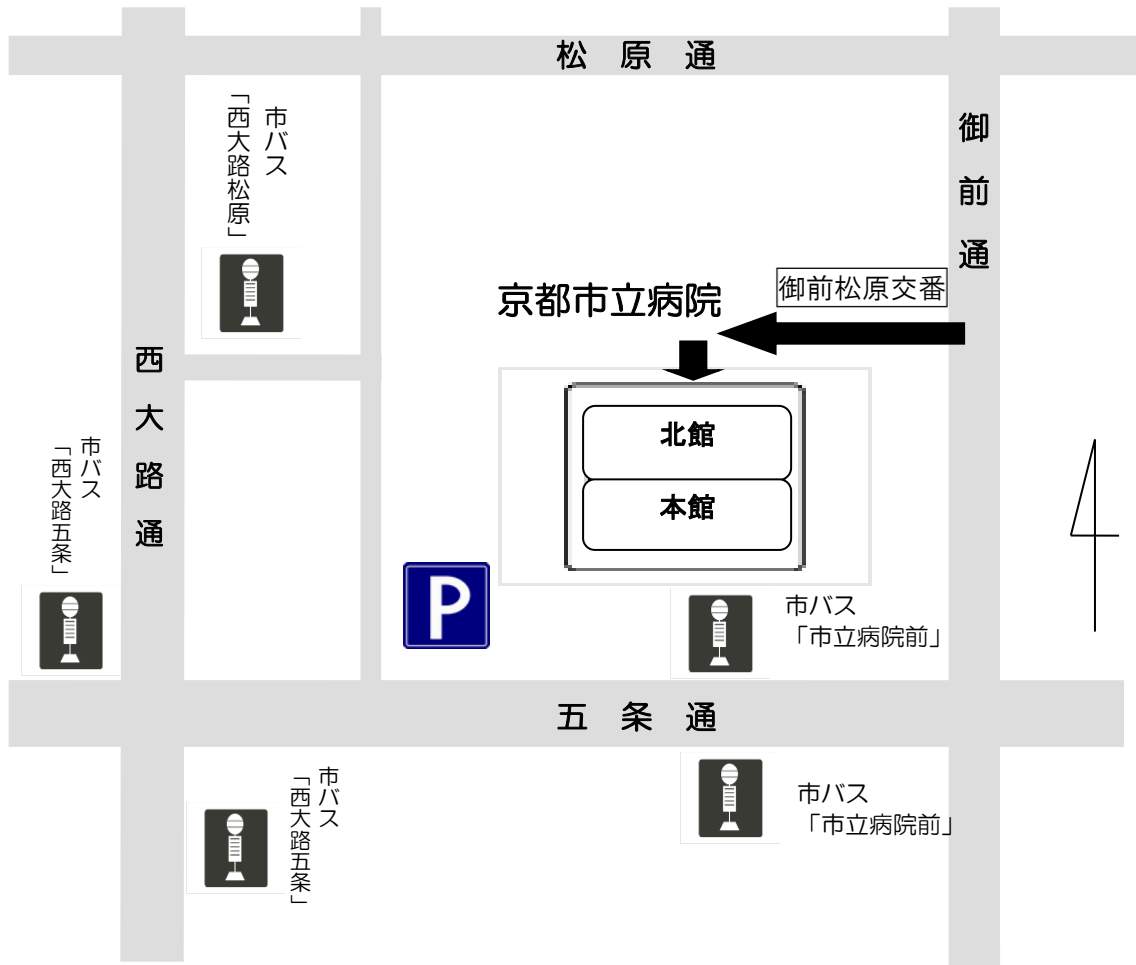 松原通
市バス
「西大路松原」
御前通
御前松原交番
京都市立病院
西大路通
北館
本館
市バス
「西大路五条」
P
市バス
「市立病院前」
五条通
市バス
「西大路五条」
市バス
「市立病院前」